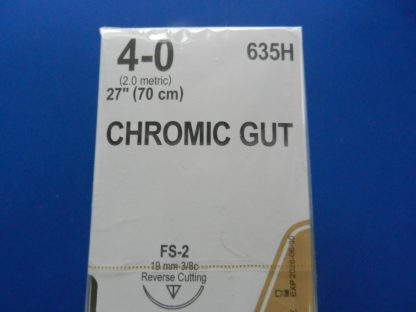 4-0
635H
(2.0 metric)
27" (70 cm)
CHROMIC GUT
FS-2
19 mm 3/8c
Reverse Cutting
EXP